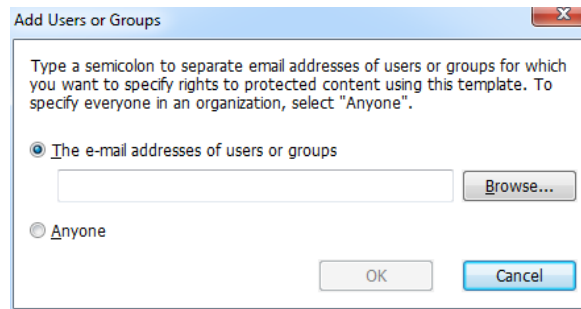 Add Users or Groups
Type a semicolon to separate email addresses of users or groups for which
you want to specify rights to protected content using this template. To
specify everyone in an organization, select "Anyone".
The e-mail addresses of users or groups
Browse...
Anyone
OK
Cancel